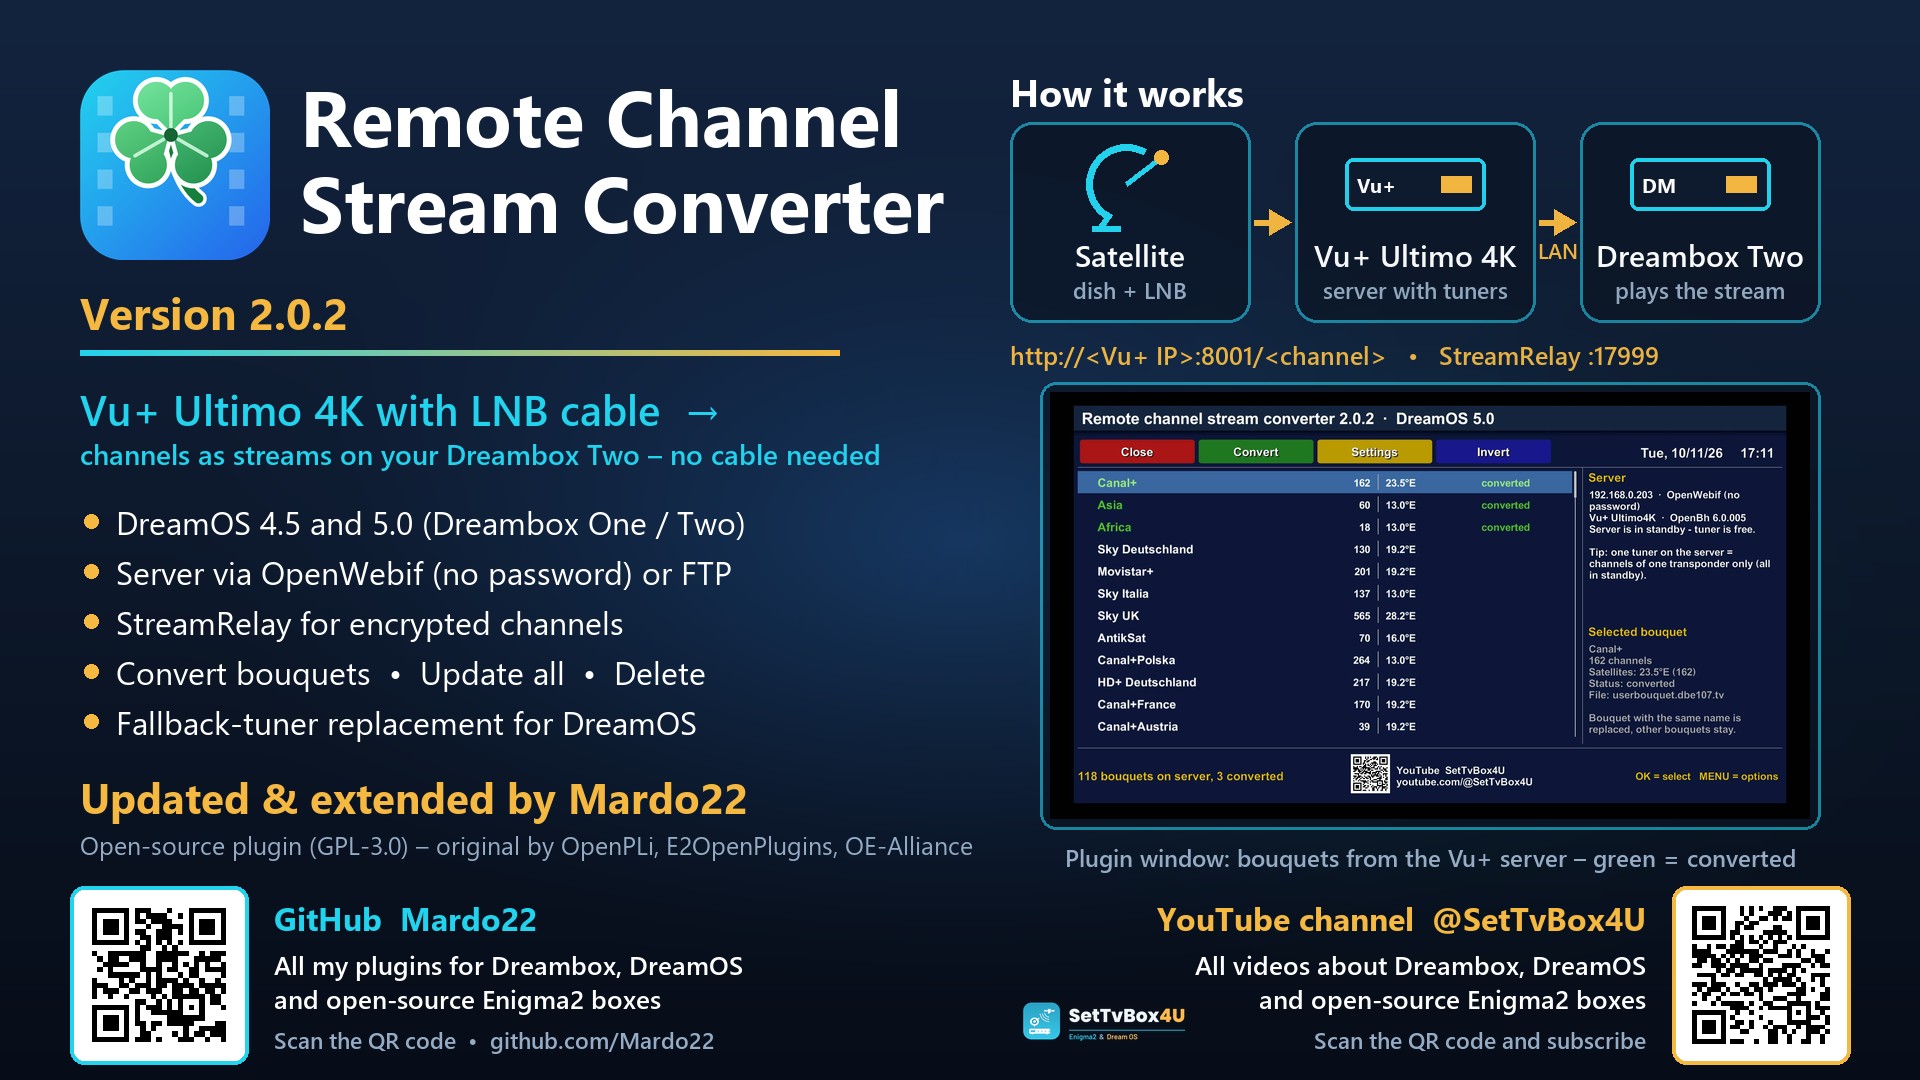 Remote Channel
Stream Converter
Version 2.0.2
Vu+ Ultimo 4K with LNB cable →
channels as streams on your Dreambox Two – no cable needed
• DreamOS 4.5 and 5.0 (Dreambox One / Two)
• Server via OpenWebif (no password) or FTP
• StreamRelay for encrypted channels
• Convert bouquets • Update all • Delete
• Fallback-tuner replacement for DreamOS
Updated & extended by Mardo22
Open-source plugin (GPL-3.0) – original by OpenPLi, E2OpenPlugins, OE-Alliance
GitHub Mardo22
All my plugins for Dreambox, DreamOS
and open-source Enigma2 boxes
Scan the QR code • github.com/Mardo22
How it works
Satellite
dish + LNB
Vu+
Vu+ Ultimo 4K
server with tuners
LAN
DM
Dreambox Two
plays the stream
http://<Vu+ IP>:8001/<channel> • StreamRelay :17999
Remote channel stream converter 2.0.2 · DreamOS 5.0
Close Convert Settings Invert Tue, 10/11/26 17:11
Canal+ 162 23.5°E converted
Asia 60 13.0°E converted
Africa 18 13.0°E converted
Sky Deutschland 130 19.2°E
Movistar+ 201 19.2°E
Sky Italia 137 13.0°E
Sky UK 565 28.2°E
AntikSat 70 16.0°E
Canal+Polska 264 13.0°E
HD+ Deutschland 217 19.2°E
Canal+France 170 19.2°E
Canal+Austria 39 19.2°E
Server
192.168.0.203 · OpenWebif (no
password)
Vu+ Ultimo4K · OpenBh 6.0.005
Server is in standby - tuner is free.
Tip: one tuner on the server =
channels of one transponder only (all
in standby).
Selected bouquet
Canal+
162 channels
Satellites: 23.5°E (162)
Status: converted
File: userbouquet.dbe107.tv
Bouquet with the same name is
replaced, other bouquets stay.
118 bouquets on server, 3 converted
YouTube SetTvBox4U
youtube.com/@SetTvBox4U
OK = select MENU = options
Plugin window: bouquets from the Vu+ server – green = converted
YouTube channel @SetTvBox4U
All videos about Dreambox, DreamOS
and open-source Enigma2 boxes
Scan the QR code and subscribe
SetTvBox4U
Enigma2 & Dream OS